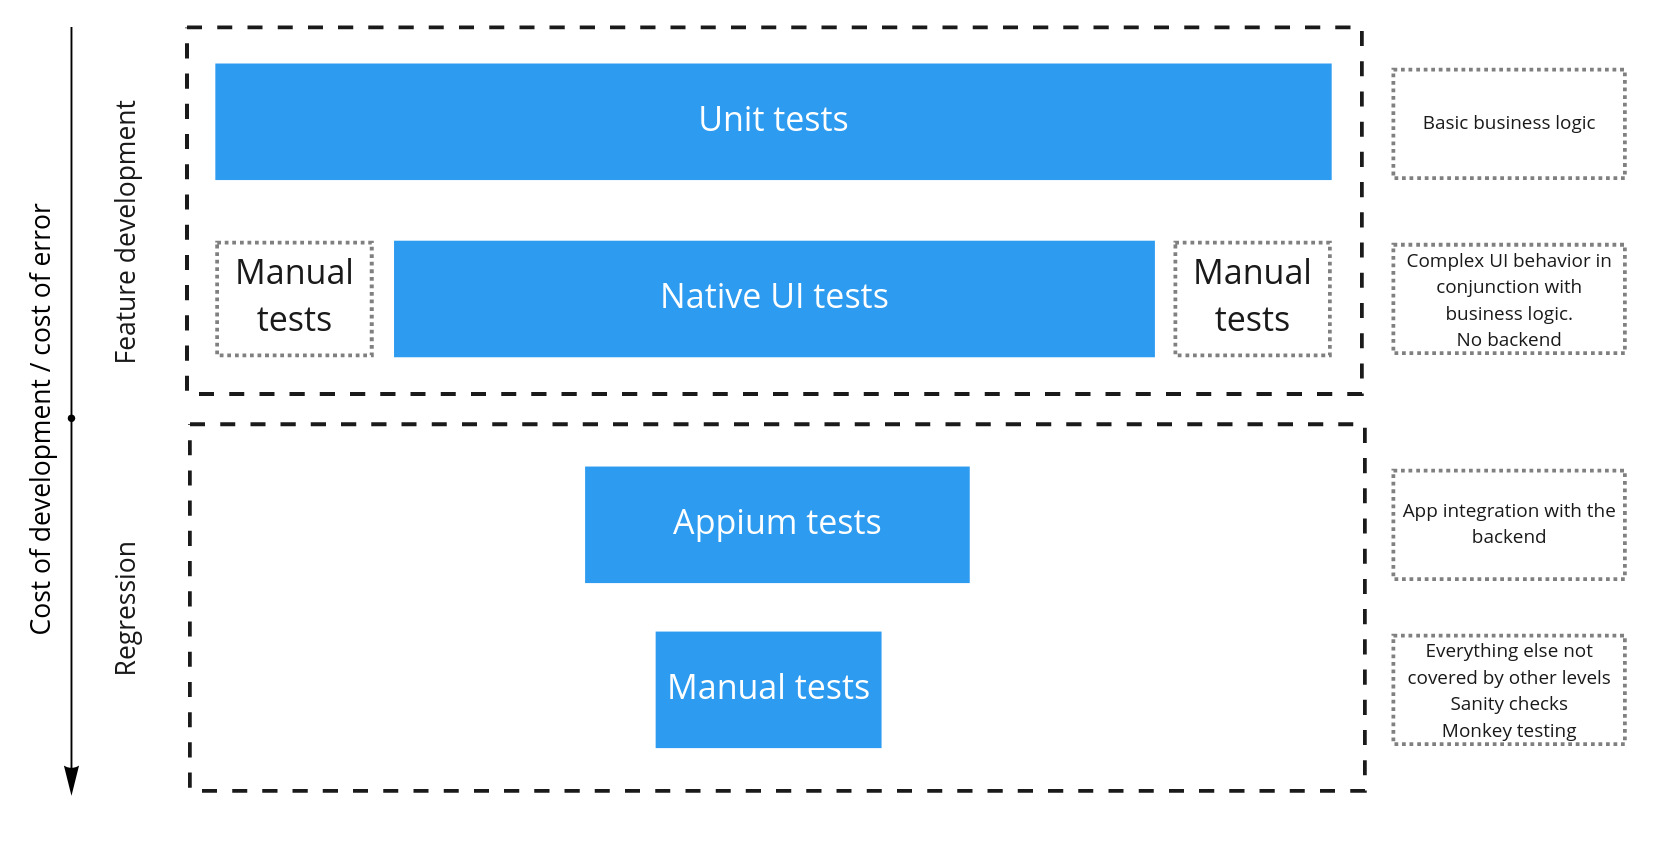 Cost of development / cost of error
Feature development
Unit tests
Basic business logic
Manual
tests
Native UI tests
Manual
tests
Complex UI behavior in
conjunction with
business logic.
No backend
Regression
Appium tests
App integration with the
backend
Manual tests
Everything else not
covered by other levels
Sanity checks
Monkey testing